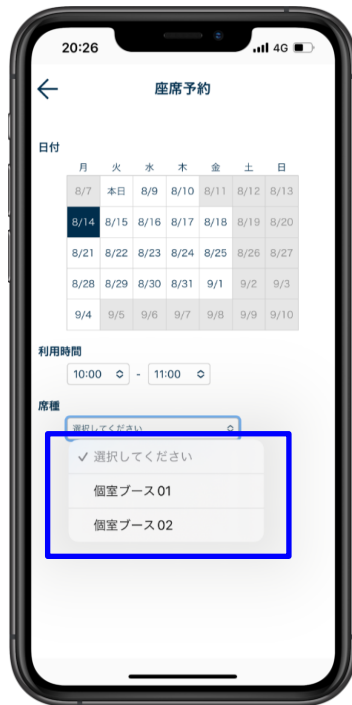 20:26
4G
座席予約
日付
月 火 水 木 金 土 日
8/7 本日 8/9 8/10 8/11 8/12 8/13
8/14 8/15 8/16 8/17 8/18 8/19 8/20
8/21 8/22 8/23 8/24 8/25 8/26 8/27
8/28 8/29 8/30 8/31 9/1 9/2 9/3
9/4 9/5 9/6 9/7 9/8 9/9 9/10
利用時間
10:00 - 11:00
席種
選択してください
✓ 選択してください
個室ブース01
個室ブース02